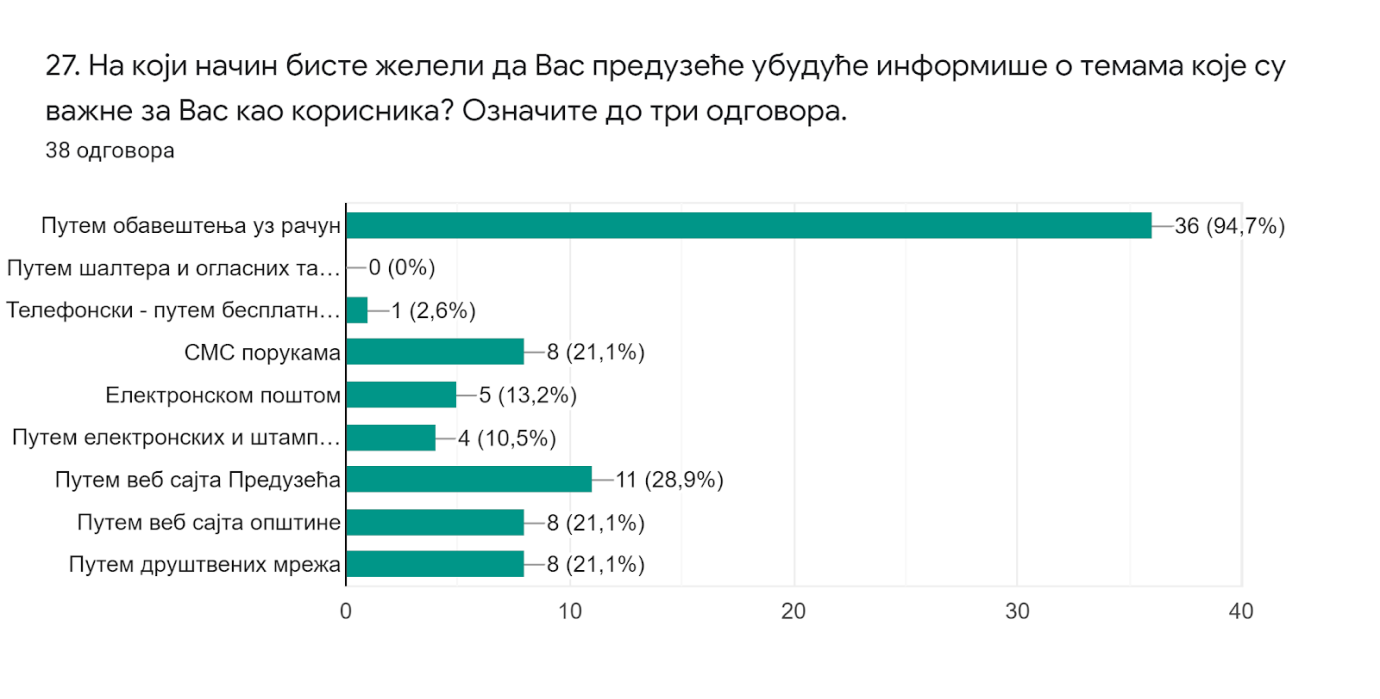 27. На који начин бисте желели да Вас предузеће убудуће информише о темама које су
важне за Вас као корисника? Означите до три одговора.
38 одговора
Путем обавештења уз рачун 36 (94,7%)
Путем шалтера и огласних та… 0 (0%)
Телефонски - путем бесплатн… 1 (2,6%)
СМС порукама 8 (21,1%)
Електронском поштом 5 (13,2%)
Путем електронских и штамп… 4 (10,5%)
Путем веб сајта Предузећа 11 (28,9%)
Путем веб сајта општине 8 (21,1%)
Путем друштвених мрежа 8 (21,1%)
0 10 20 30 40